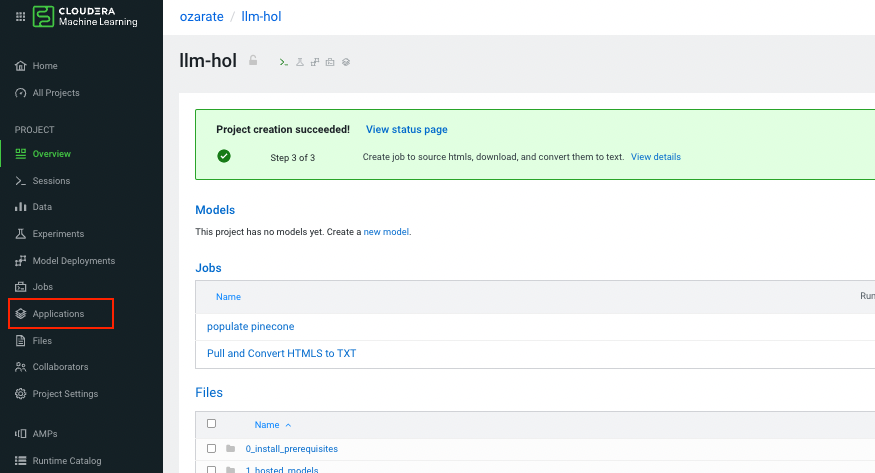 CLOUDERA
Machine Learning
Home
All Projects
PROJECT
Overview
Sessions
Data
Experiments
Model Deployments
Jobs
Applications
Files
Collaborators
Project Settings
AMPs
Runtime Catalog
ozarate / llm-hol
llm-hol
Project creation succeeded! View status page
Step 3 of 3 Create job to source htmls, download, and convert them to text. View details
Models
This project has no models yet. Create a new model.
Jobs
Name Run
populate pinecone
Pull and Convert HTMLS to TXT
Files
Name
0_install_prerequisites
1_hosted_models